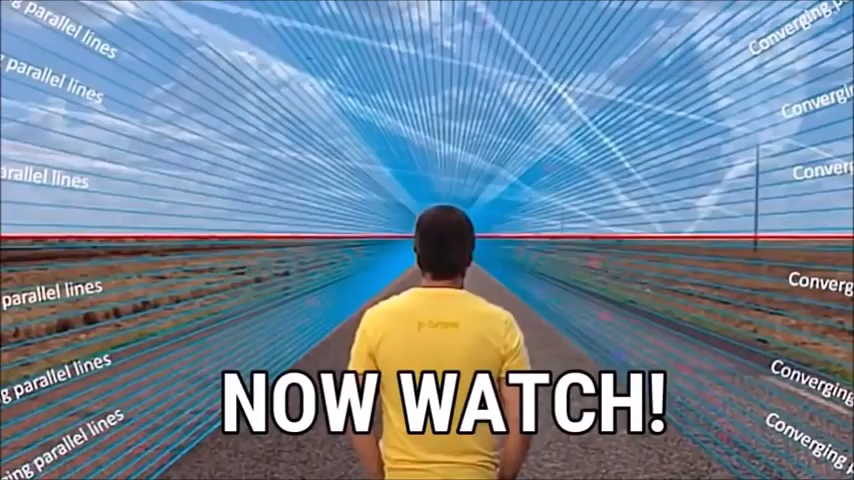 parallel lines
Converging
parallel lines
Converging
parallel lines
Converg
parallel lines
Converging
parallel lines
Converging
parallel lines
Converging
NOW WATCH!